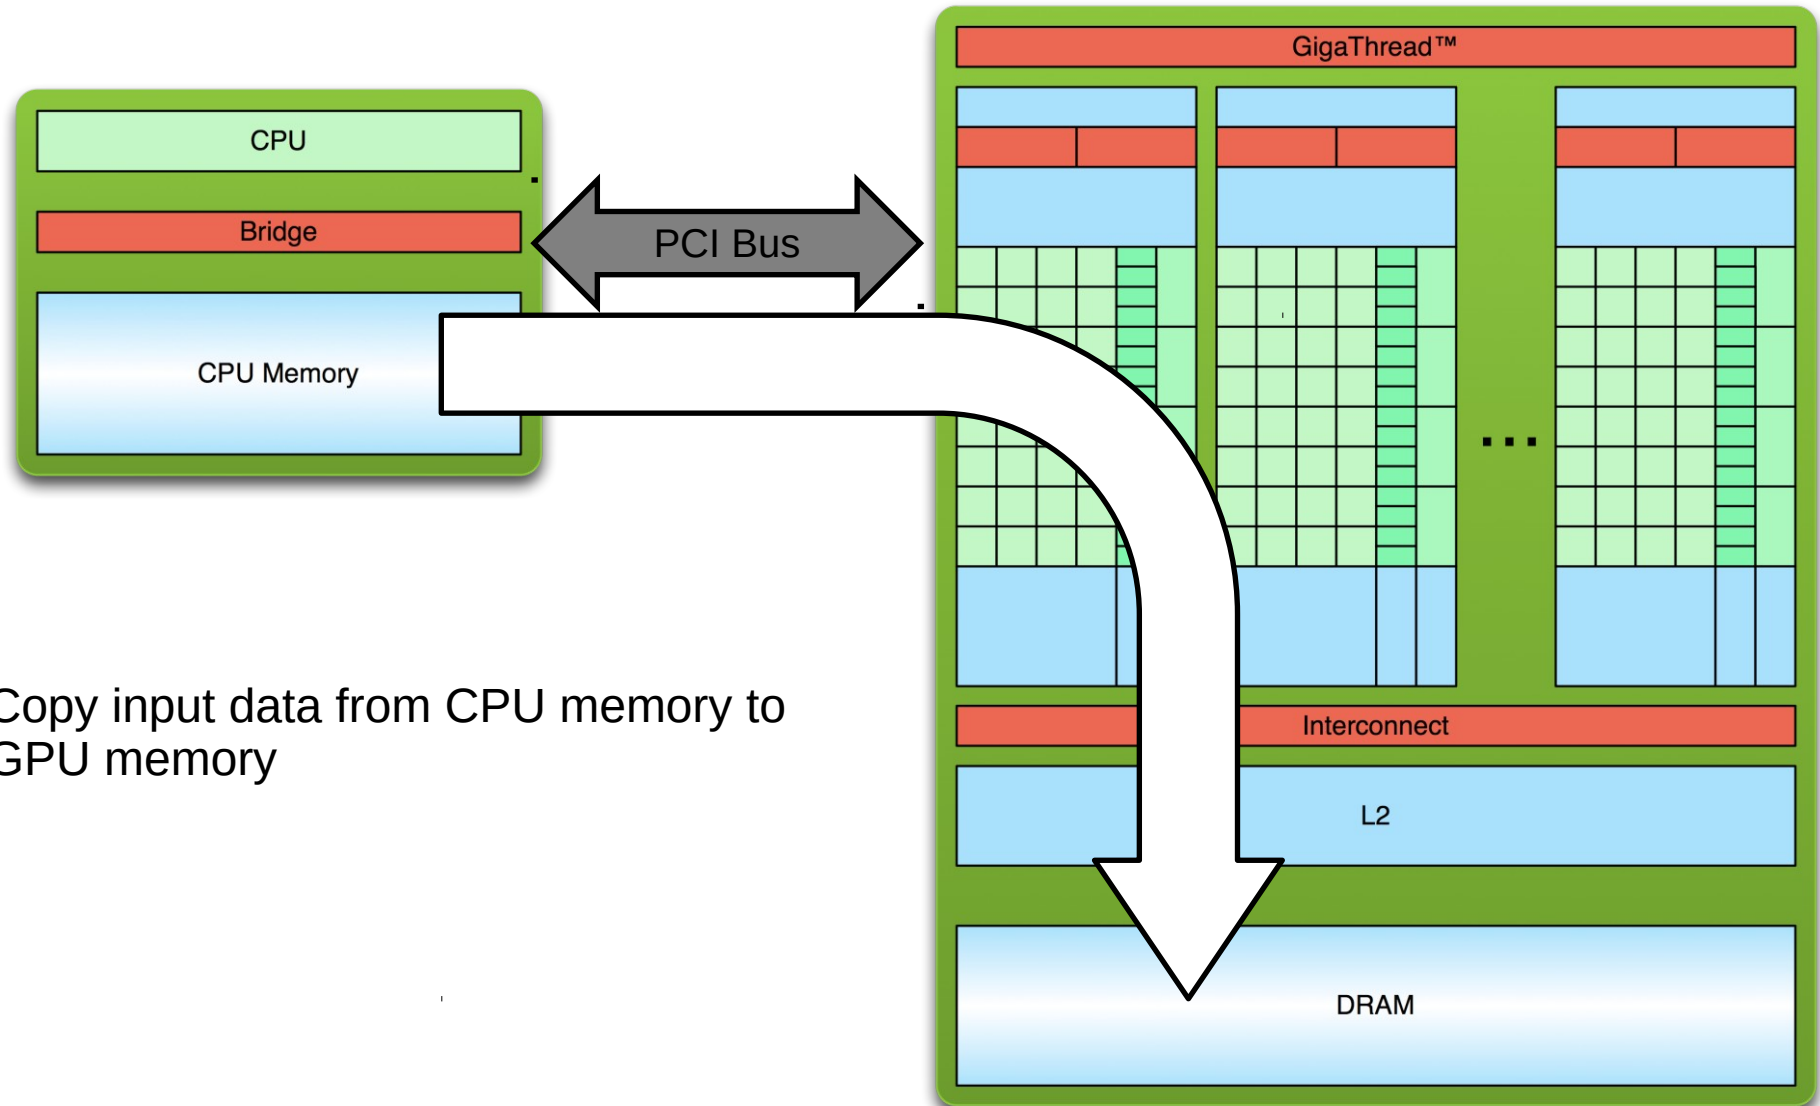 GigaThread™
CPU
Bridge
PCI Bus
CPU Memory
...
Copy input data from CPU memory to
GPU memory
Interconnect
L2
DRAM